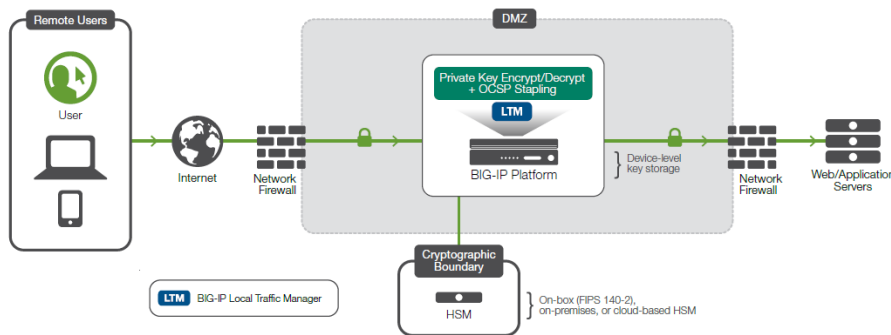 Remote Users
User
Internet
Network
Firewall
DMZ
Private Key Encrypt/Decrypt
+ OCSP Stapling
LTM
BIG-IP Platform
Device-level
key storage
Network
Firewall
Web/Application
Servers
Cryptographic
Boundary
HSM
On-box (FIPS 140-2),
on-premises, or cloud-based HSM
LTM BIG-IP Local Traffic Manager